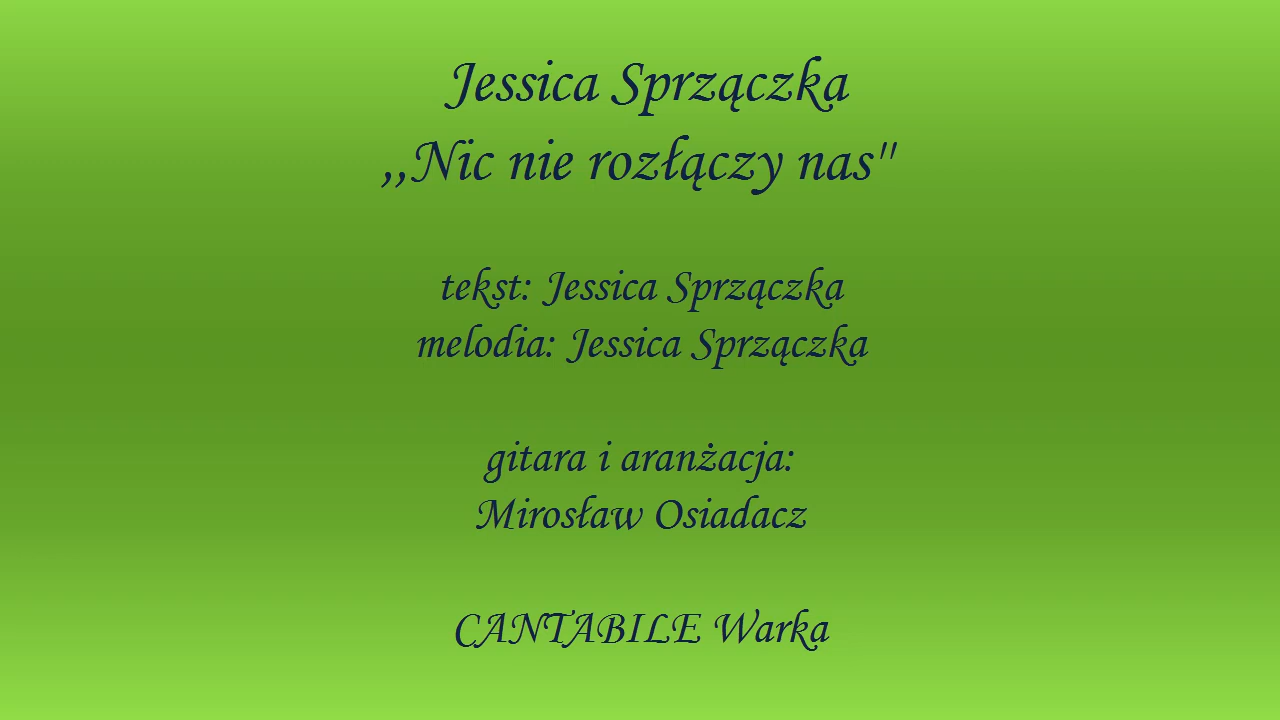 Jessica Sprzączka
,,Nic nie rozłączy nas"
tekst: Jessica Sprzączka
melodia: Jessica Sprzączka
gitara i aranżacja:
Mirosław Osiadacz
CANTABILE Warka